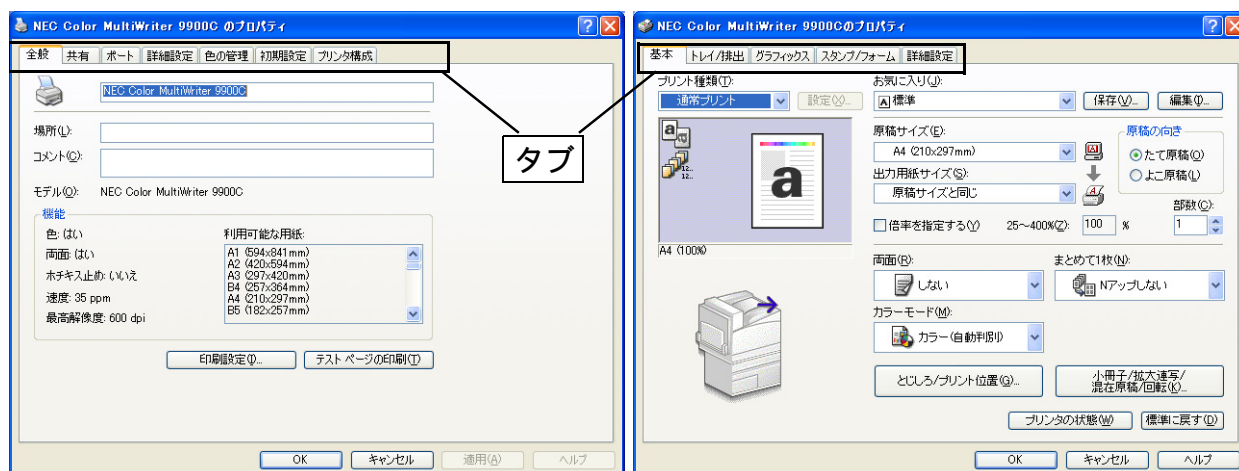 NEC Color MultiWriter 9900C のプロパティ
全般 共有 ポート 詳細設定 色の管理 初期設定 プリンタ構成
NEC Color MultiWriter 9900C
場所(L):
コメント(C):
モデル(O): NEC Color MultiWriter 9900C
機能
色: はい
両面: はい
ホチキス止め: いいえ
速度: 35 ppm
最高解像度: 600 dpi
利用可能な用紙:
A1 (594x841mm)
A2 (420x594mm)
A3 (297x420mm)
B4 (257x364mm)
A4 (210x297mm)
B5 (182x257mm)
印刷設定(I)... テスト ページの印刷(T)
OK キャンセル 適用(A) ヘルプ
タブ
NEC Color MultiWriter 9900Cのプロパティ
基本 トレイ/排出 グラフィックス スタンプ/フォーム 詳細設定
プリント種類(T):
通常プリント 設定(X)...
a
a
12..
12..
a
A4 (100%)
お気に入り(J):
A 標準 保存(V)... 編集(I)...
原稿サイズ(E):
A4 (210x297mm)
出力用紙サイズ(S):
原稿サイズと同じ
原稿の向き
たて原稿(O)
よこ原稿(L)
部数(C):
倍率を指定する(Y) 25～400%(Z): 100 % 1
両面(R): まとめて1枚(N):
しない Nアップしない
カラーモード(M):
カラー(自動判別)
とじしろ/プリント位置(G)... 小冊子/拡大連写/
混在原稿/回転(K)...
プリンタの状態(W) 標準に戻す(D)
OK キャンセル ヘルプ